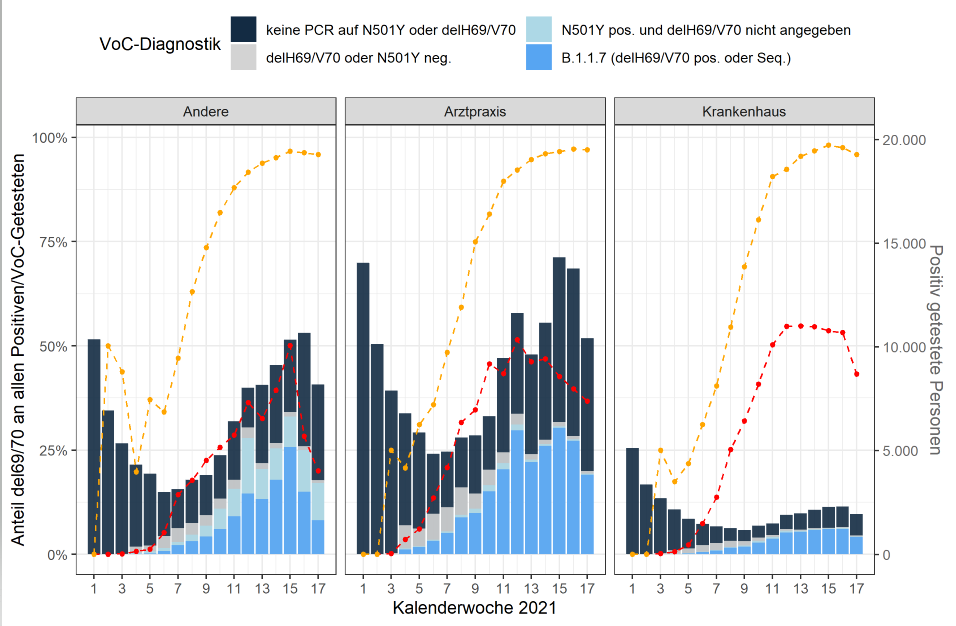 VoC-Diagnostik
keine PCR auf N501Y oder delH69/V70
N501Y pos. und delH69/V70 nicht angegeben
delH69/V70 oder N501Y neg.
B.1.1.7 (delH69/V70 pos. oder Seq.)
Andere
Arztpraxis
Krankenhaus
Anteil del69/70 an allen Positiven/VoC-Getesteten
100%
75%
50%
25%
0%
20.000
15.000
10.000
5.000
0
Positiv getestete Personen
1 3 5 7 9 11 13 15 17
1 3 5 7 9 11 13 15 17
1 3 5 7 9 11 13 15 17
Kalenderwoche 2021